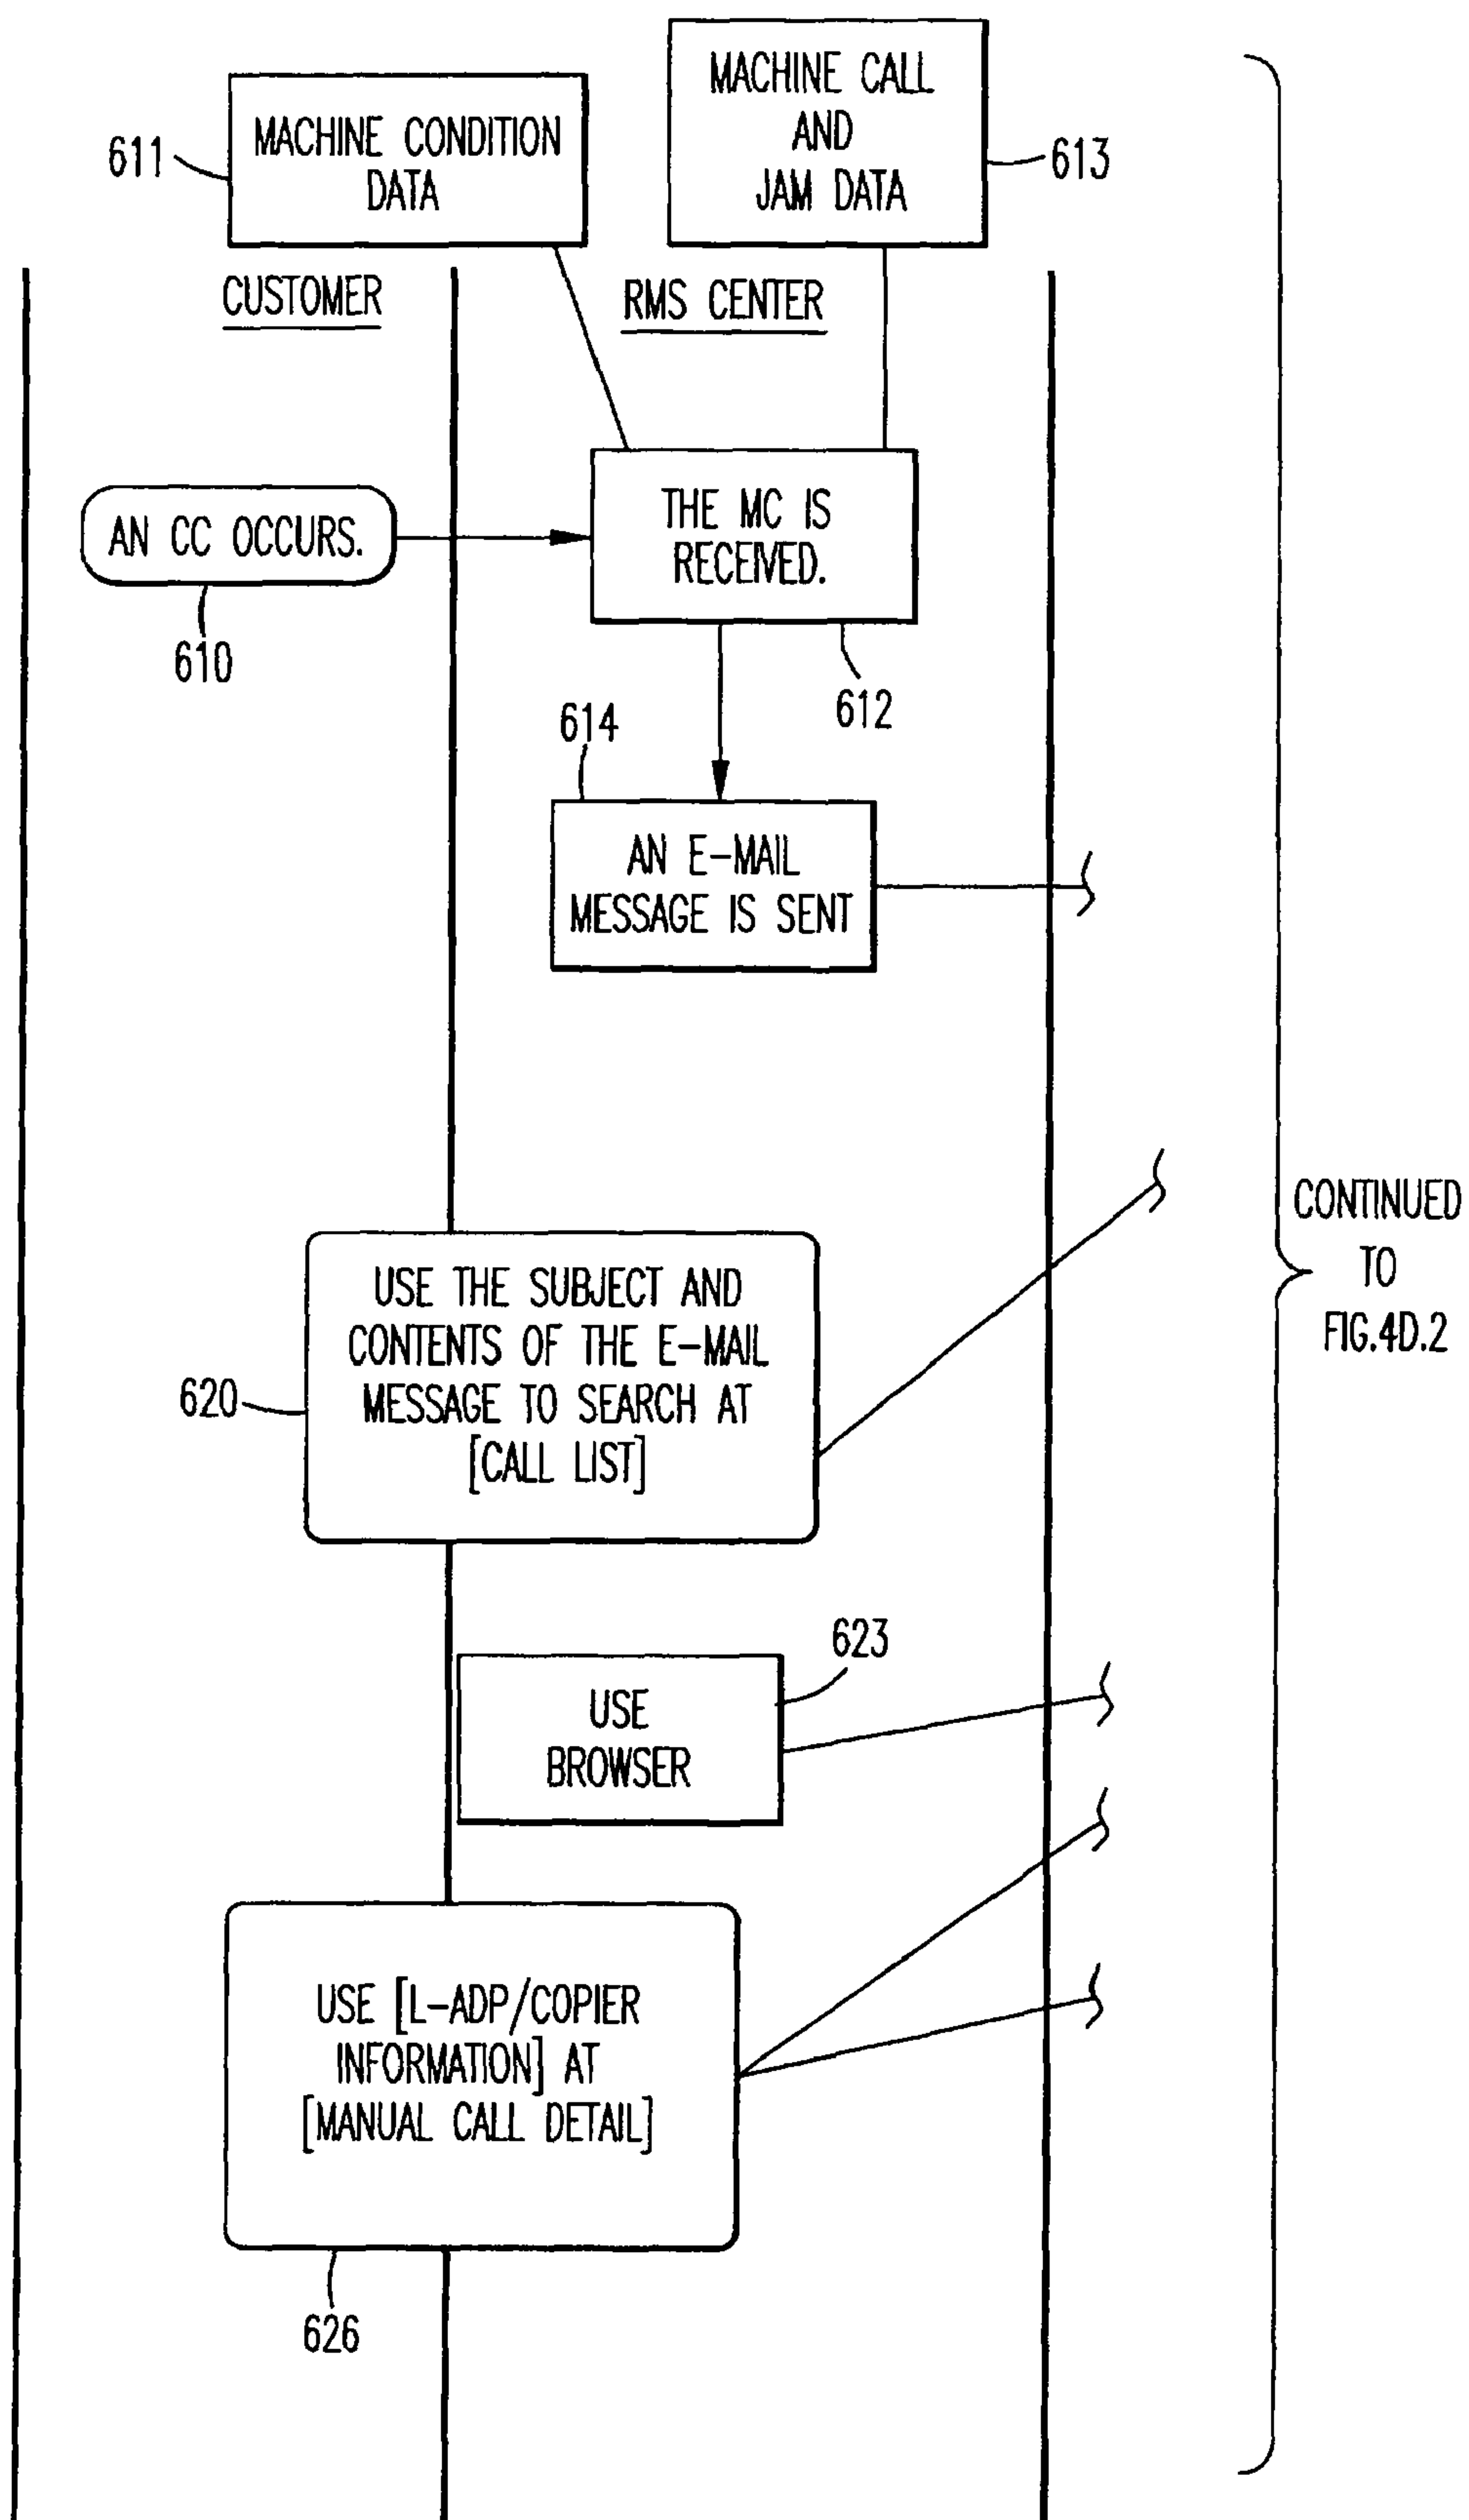 MACHINE CALL
AND
JAM DATA
613
MACHINE CONDITION
DATA
611
CUSTOMER
RMS CENTER
AN CC OCCURS.
610
THE MC IS
RECEIVED.
612
614
AN E-MAIL
MESSAGE IS SENT
CONTINUED
TO
FIG.4D.2
USE THE SUBJECT AND
CONTENTS OF THE E-MAIL
MESSAGE TO SEARCH AT
[CALL LIST]
620
623
USE
BROWSER
USE [L-ADP/COPIER
INFORMATION] AT
[MANUAL CALL DETAIL]
626